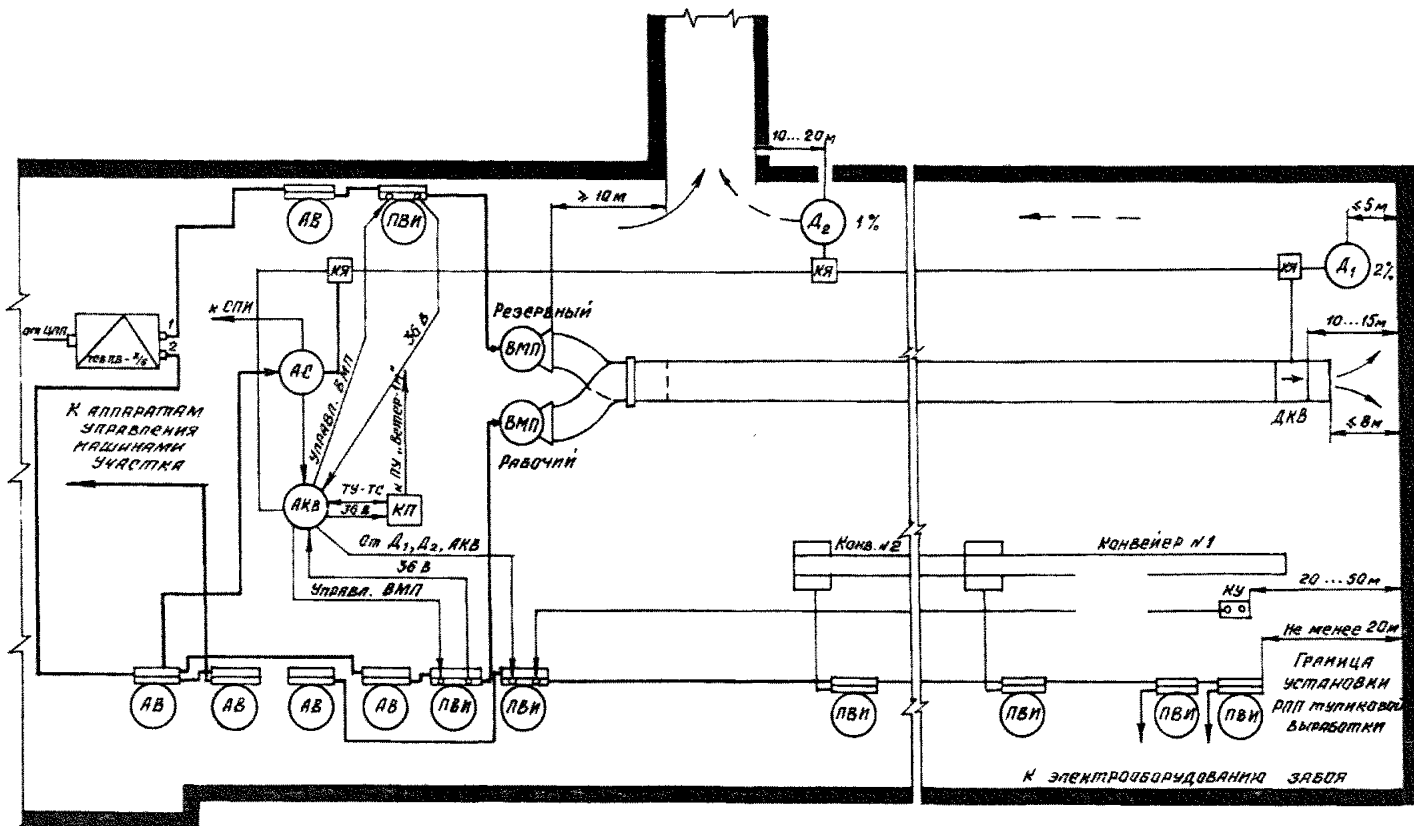 10...20м
≥ 10м
АВ
ПВИ
Д₂
1%
≤5м
КЯ
КЯ
КЯ
Д₁
2%
к СПИ
Резервный
10...15м
от ЦПП
1
2
36 В
ВМП
АС
Управл. ВМП
к ПУ „Ветер-1м"
ВМП
Рабочий
ДКВ
≤ 8м
К аппаратам
управления
машинами
участка
АКВ
ТУ-ТС
36 В
КП
От Д₁, Д₂, АКВ
36 В
Управл. ВМП
Конв. №2
Конвейер №1
КУ
20...50м
Не менее 20м
Граница
установки
РПП тупиковой
выработки
АВ
АВ
АВ
АВ
ПВИ
ПВИ
ПВИ
ПВИ
ПВИ
ПВИ
К электрооборудованию забоя